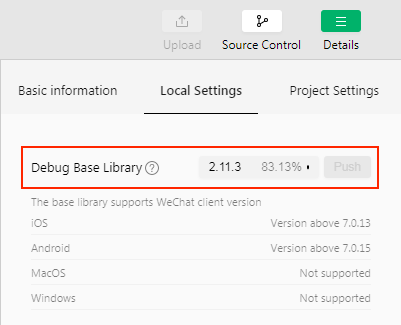 Upload Source Control Details
Basic information Local Settings Project Settings
Debug Base Library ? 2.11.3 83.13% Push
The base library supports WeChat client version
iOS Version above 7.0.13
Android Version above 7.0.15
MacOS Not supported
Windows Not supported